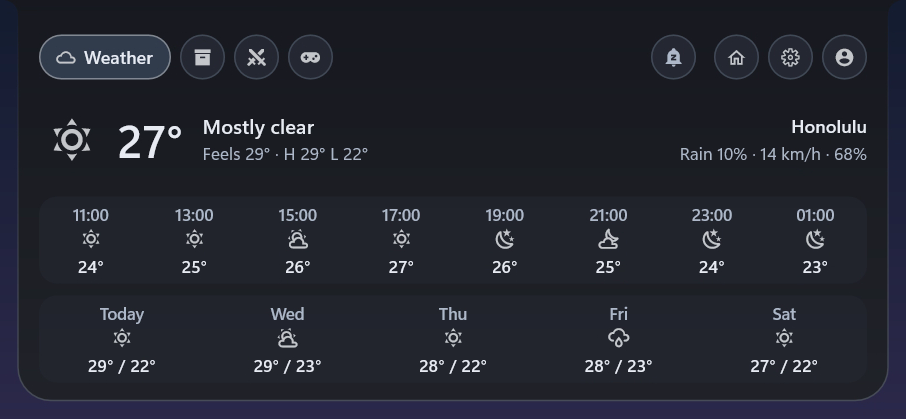 Weather
27°
Mostly clear
Feels 29° · H 29° L 22°
Honolulu
Rain 10% · 14 km/h · 68%
11:00 13:00 15:00 17:00 19:00 21:00 23:00 01:00
24° 25° 26° 27° 26° 25° 24° 23°
Today Wed Thu Fri Sat
29° / 22° 29° / 23° 28° / 22° 28° / 23° 27° / 22°